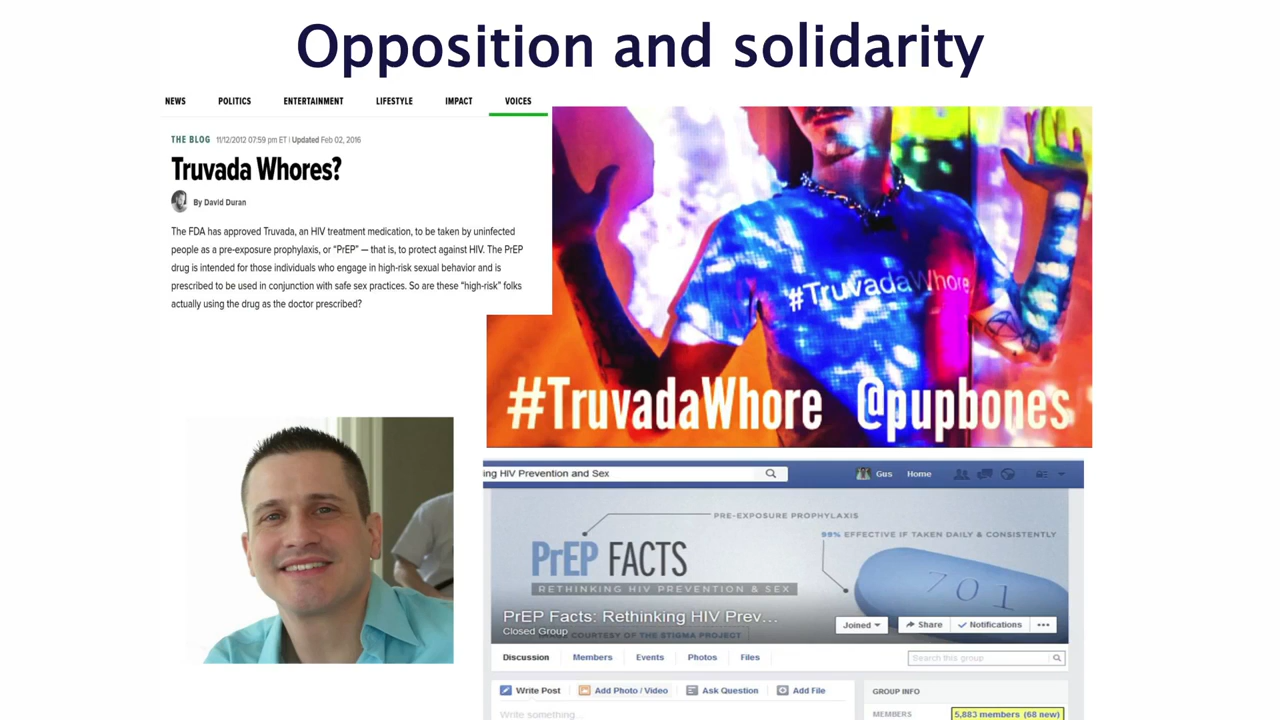 Opposition and solidarity
NEWS POLITICS ENTERTAINMENT LIFESTYLE IMPACT VOICES
THE BLOG 11/12/2012 07:59 pm ET | Updated Feb 02, 2016
Truvada Whores?
By David Duran
The FDA has approved Truvada, an HIV treatment medication, to be taken by uninfected
people as a pre-exposure prophylaxis, or “PrEP” — that is, to protect against HIV. The PrEP
drug is intended for those individuals who engage in high-risk sexual behavior and is
prescribed to be used in conjunction with safe sex practices. So are these “high-risk” folks
actually using the drug as the doctor prescribed?
#TruvadaWhore
#TruvadaWhore @pupbones
ing HIV Prevention and Sex
Gus Home
PRE-EXPOSURE PROPHYLAXIS
99% EFFECTIVE IF TAKEN DAILY & CONSISTENTLY
PrEP FACTS
RETHINKING HIV PREVENTION & SEX
701
PrEP Facts: Rethinking HIV Prev...
Closed Group
IMAGE COURTESY OF THE STIGMA PROJECT
Joined Share Notifications
Discussion Members Events Photos Files
Search this group
Write Post Add Photo / Video Ask Question Add File
GROUP INFO
Write something...
MEMBERS 5,883 members (68 new)